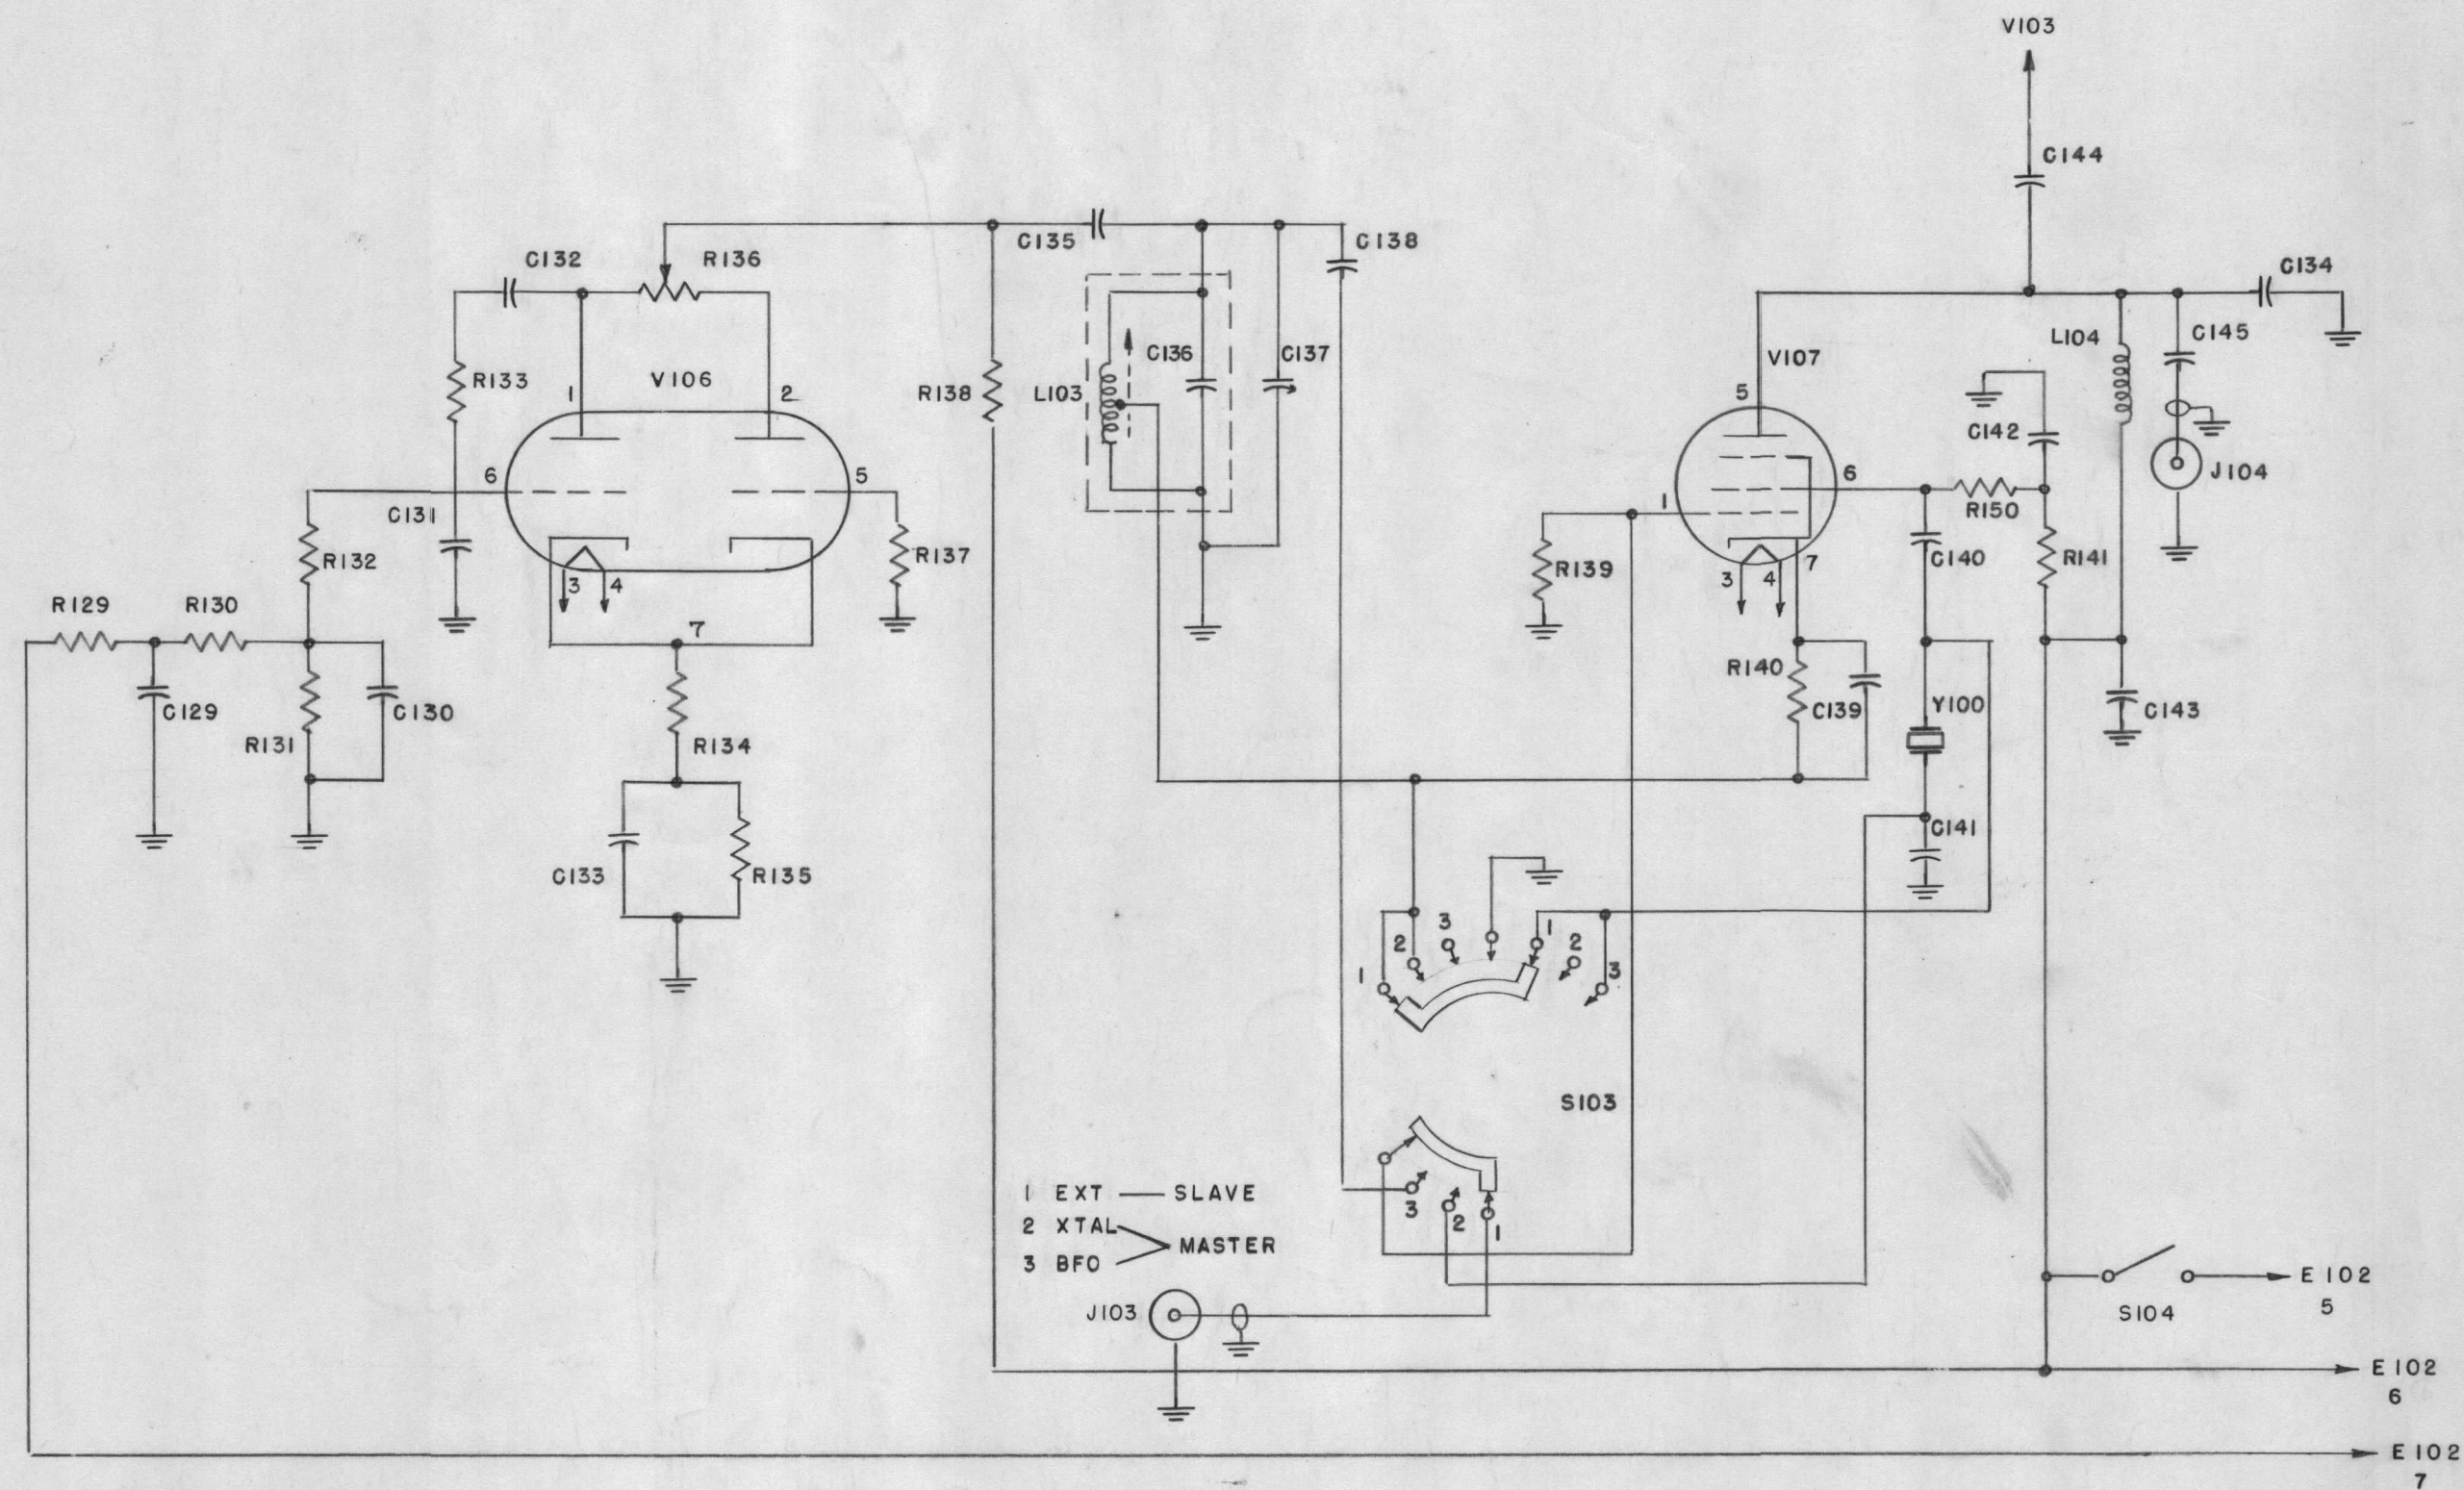 V103
C144
C132
R136
C135
C138
C134
R133
V106
1
2
R138
L103
C136
C137
V107
5
L104
C145
6
5
C131
1
6
C142
J104
R150
R132
3
4
R137
R139
3
4
7
C140
R141
R129
R130
7
R140
C139
Y100
C129
R131
C130
R134
C143
C133
R135
C141
1
2
3
1
2
3
S103
3
2
1
1 EXT — SLAVE
2 XTAL
MASTER
3 BFO
J103
S104
E 102
5
E 102
6
E 102
7